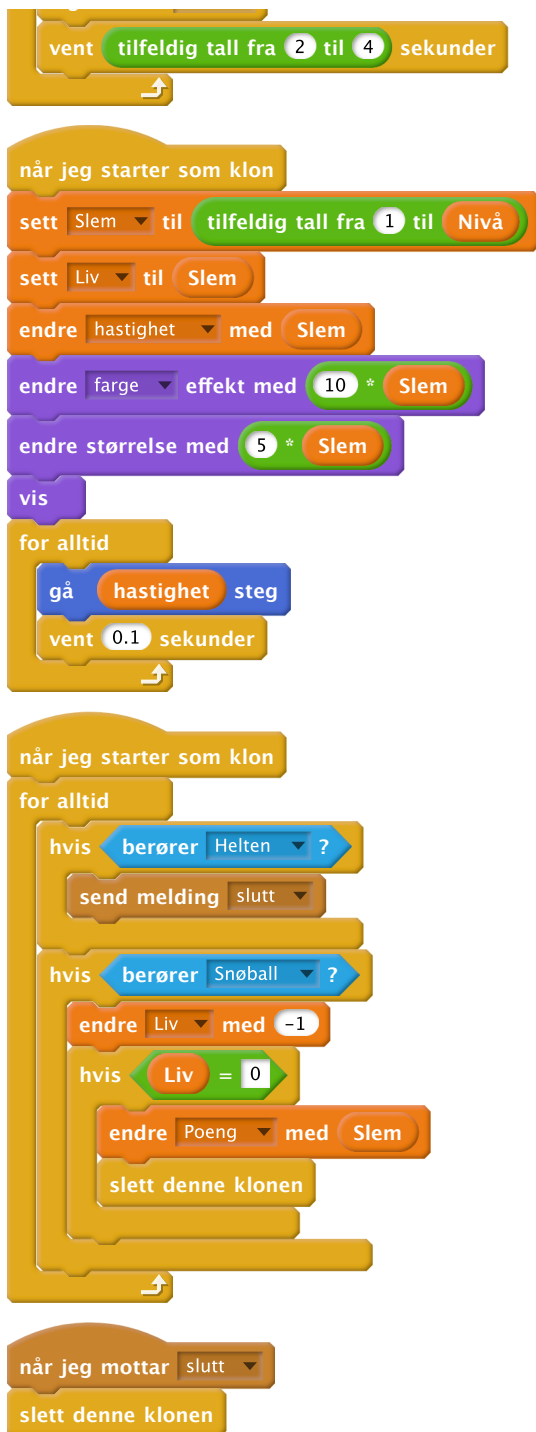 vent tilfeldig tall fra 2 til 4 sekunder
når jeg starter som klon
sett Slem til tilfeldig tall fra 1 til Nivå
sett Liv til Slem
endre hastighet med Slem
endre farge effekt med 10 * Slem
endre størrelse med 5 * Slem
vis
for alltid
gå hastighet steg
vent 0.1 sekunder
når jeg starter som klon
for alltid
hvis berører Helten ?
send melding slutt
hvis berører Snøball ?
endre Liv med -1
hvis Liv = 0
endre Poeng med Slem
slett denne klonen
når jeg mottar slutt
slett denne klonen